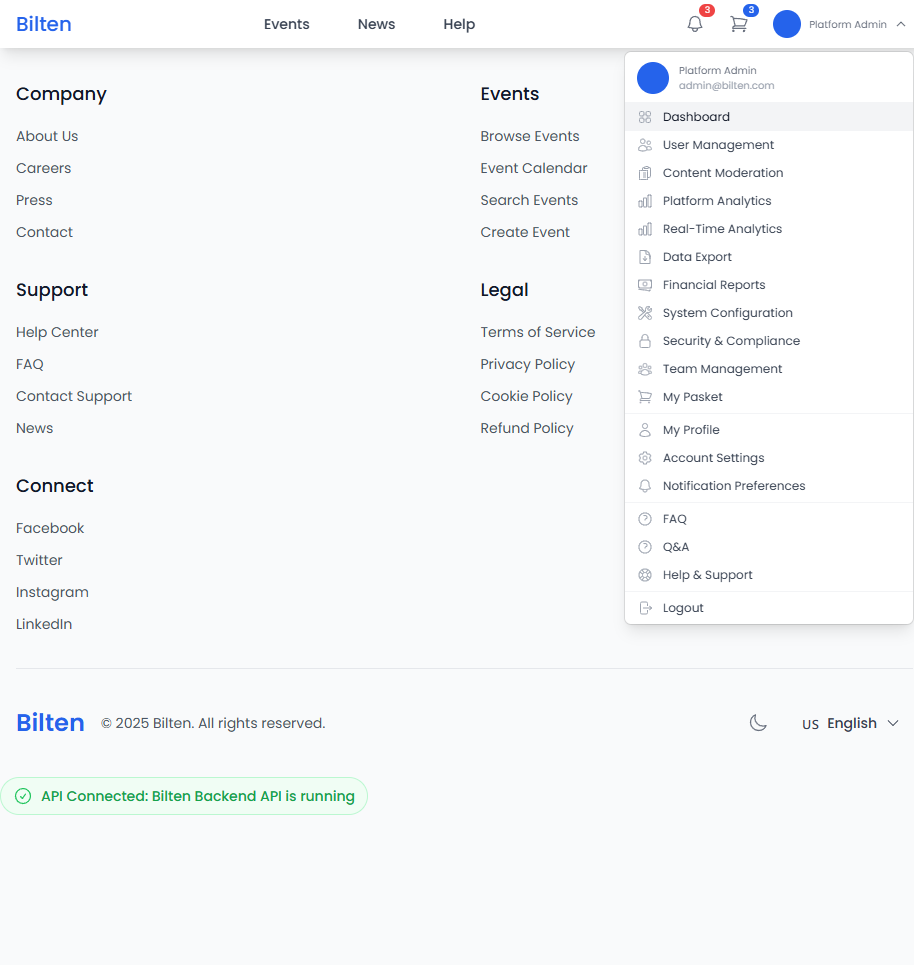 Bilten
Events
News
Help
3
3
Platform Admin
Platform Admin
admin@bilten.com
Dashboard
User Management
Content Moderation
Platform Analytics
Real-Time Analytics
Data Export
Financial Reports
System Configuration
Security & Compliance
Team Management
My Pasket
My Profile
Account Settings
Notification Preferences
FAQ
Q&A
Help & Support
Logout
Company
About Us
Careers
Press
Contact
Events
Browse Events
Event Calendar
Search Events
Create Event
Support
Help Center
FAQ
Contact Support
News
Legal
Terms of Service
Privacy Policy
Cookie Policy
Refund Policy
Connect
Facebook
Twitter
Instagram
LinkedIn
Bilten
© 2025 Bilten. All rights reserved.
US English
API Connected: Bilten Backend API is running